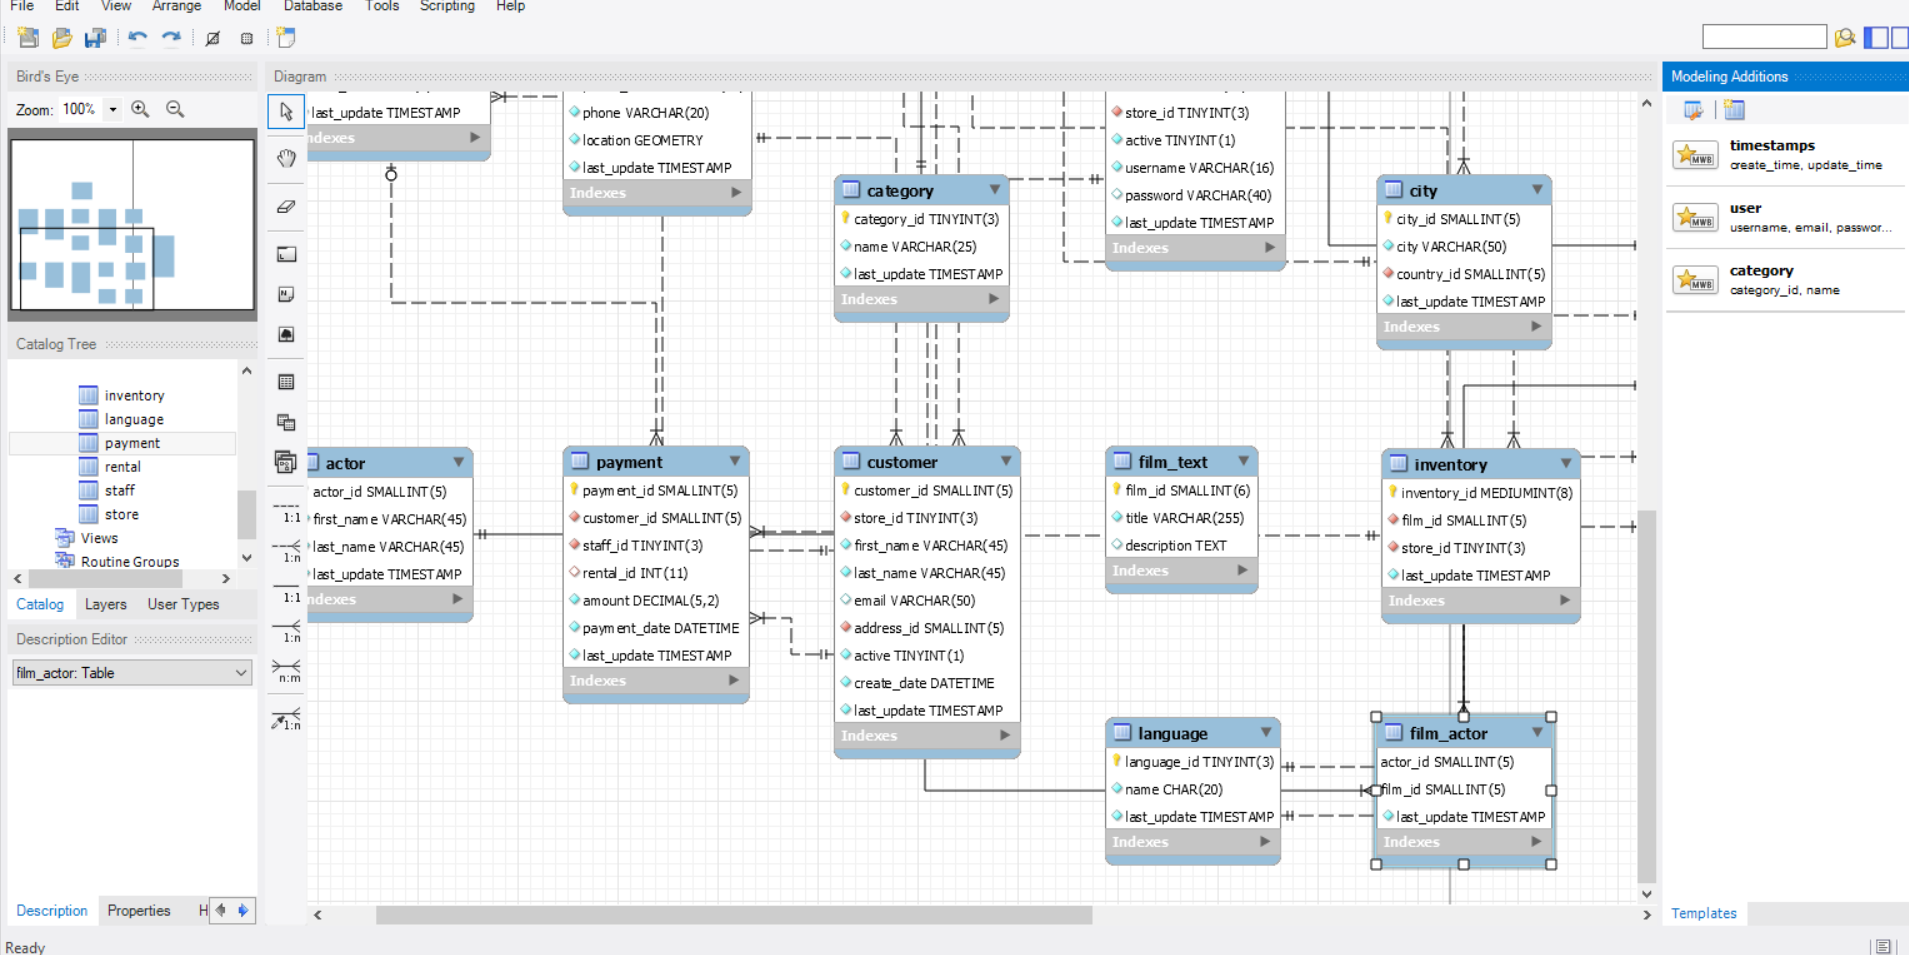 File Edit View Arrange Model Database Tools Scripting Help
Bird's Eye
Zoom: 100%
Catalog Tree
inventory
language
payment
rental
staff
store
Views
Routine Groups
Catalog Layers User Types
Description Editor
film_actor: Table
Description Properties H
Ready
Diagram
1:1
1:n
1:1
1:n
n:m
1:n
last_update TIMESTAMP
ndexes
phone VARCHAR(20)
location GEOMETRY
last_update TIMESTAMP
Indexes
category
category_id TINYINT(3)
name VARCHAR(25)
last_update TIMESTAMP
Indexes
store_id TINYINT(3)
active TINYINT(1)
username VARCHAR(16)
password VARCHAR(40)
last_update TIMESTAMP
Indexes
city
city_id SMALLINT(5)
city VARCHAR(50)
country_id SMALLINT(5)
last_update TIMESTAMP
Indexes
actor
actor_id SMALLINT(5)
first_name VARCHAR(45)
last_name VARCHAR(45)
last_update TIMESTAMP
ndexes
payment
payment_id SMALLINT(5)
customer_id SMALLINT(5)
staff_id TINYINT(3)
rental_id INT(11)
amount DECIMAL(5,2)
payment_date DATETIME
last_update TIMESTAMP
Indexes
customer
customer_id SMALLINT(5)
store_id TINYINT(3)
first_name VARCHAR(45)
last_name VARCHAR(45)
email VARCHAR(50)
address_id SMALLINT(5)
active TINYINT(1)
create_date DATETIME
last_update TIMESTAMP
Indexes
film_text
film_id SMALLINT(6)
title VARCHAR(255)
description TEXT
Indexes
inventory
inventory_id MEDIUMINT(8)
film_id SMALLINT(5)
store_id TINYINT(3)
last_update TIMESTAMP
Indexes
language
language_id TINYINT(3)
name CHAR(20)
last_update TIMESTAMP
Indexes
film_actor
actor_id SMALLINT(5)
film_id SMALLINT(5)
last_update TIMESTAMP
Indexes
Modeling Additions
MWB
timestamps
create_time, update_time
MWB
user
username, email, passwor...
MWB
category
category_id, name
Templates